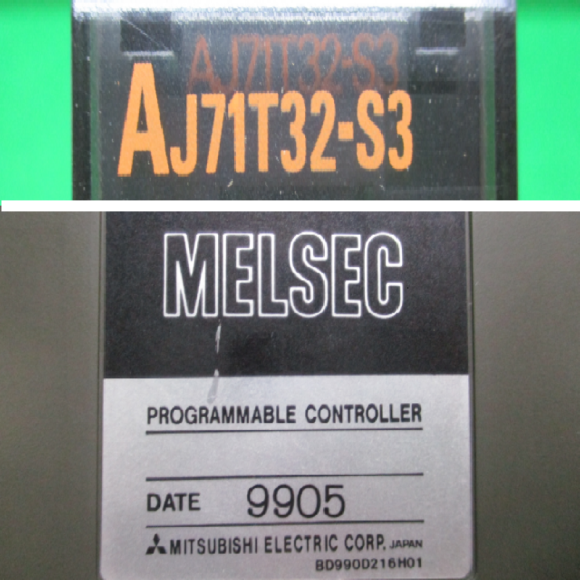 AJ71T32-S3
AJ71T32-S3
MELSEC
PROGRAMMABLE CONTROLLER
DATE 9905
MITSUBISHI ELECTRIC CORP. JAPAN
BD990D216H01